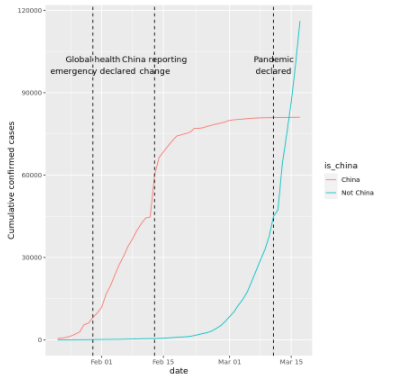 120000
90000
60000
30000
0
Cumulative confirmed cases
Global health
emergency declared
China reporting
change
Pandemic
declared
Feb 01
Feb 15
Mar 01
Mar 15
date
is_china
China
Not China